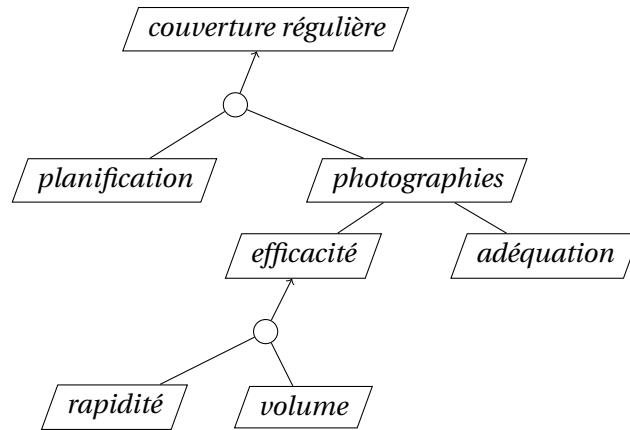 couverture régulière
planification
photographies
efficacité
adéquation
rapidité
volume